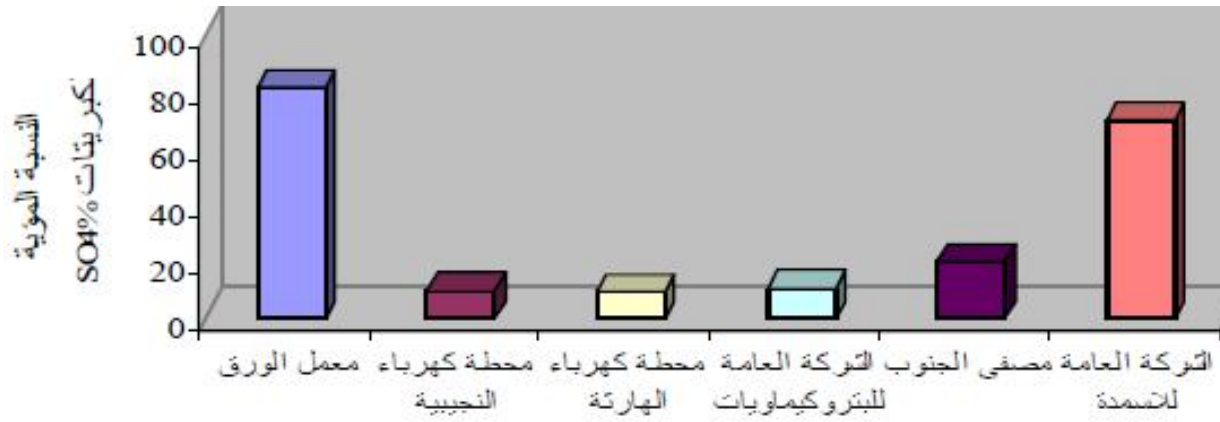 النسبة المؤية
كبريتات SO4%
100
80
60
40
20
0
معمل الورق
محطة كهرباء
النجيبية
محطة كهرباء
الهارثة
الشركة العامة
للبتروكيماويات
مصفى الجنوب
الشركة العامة
للاسمدة